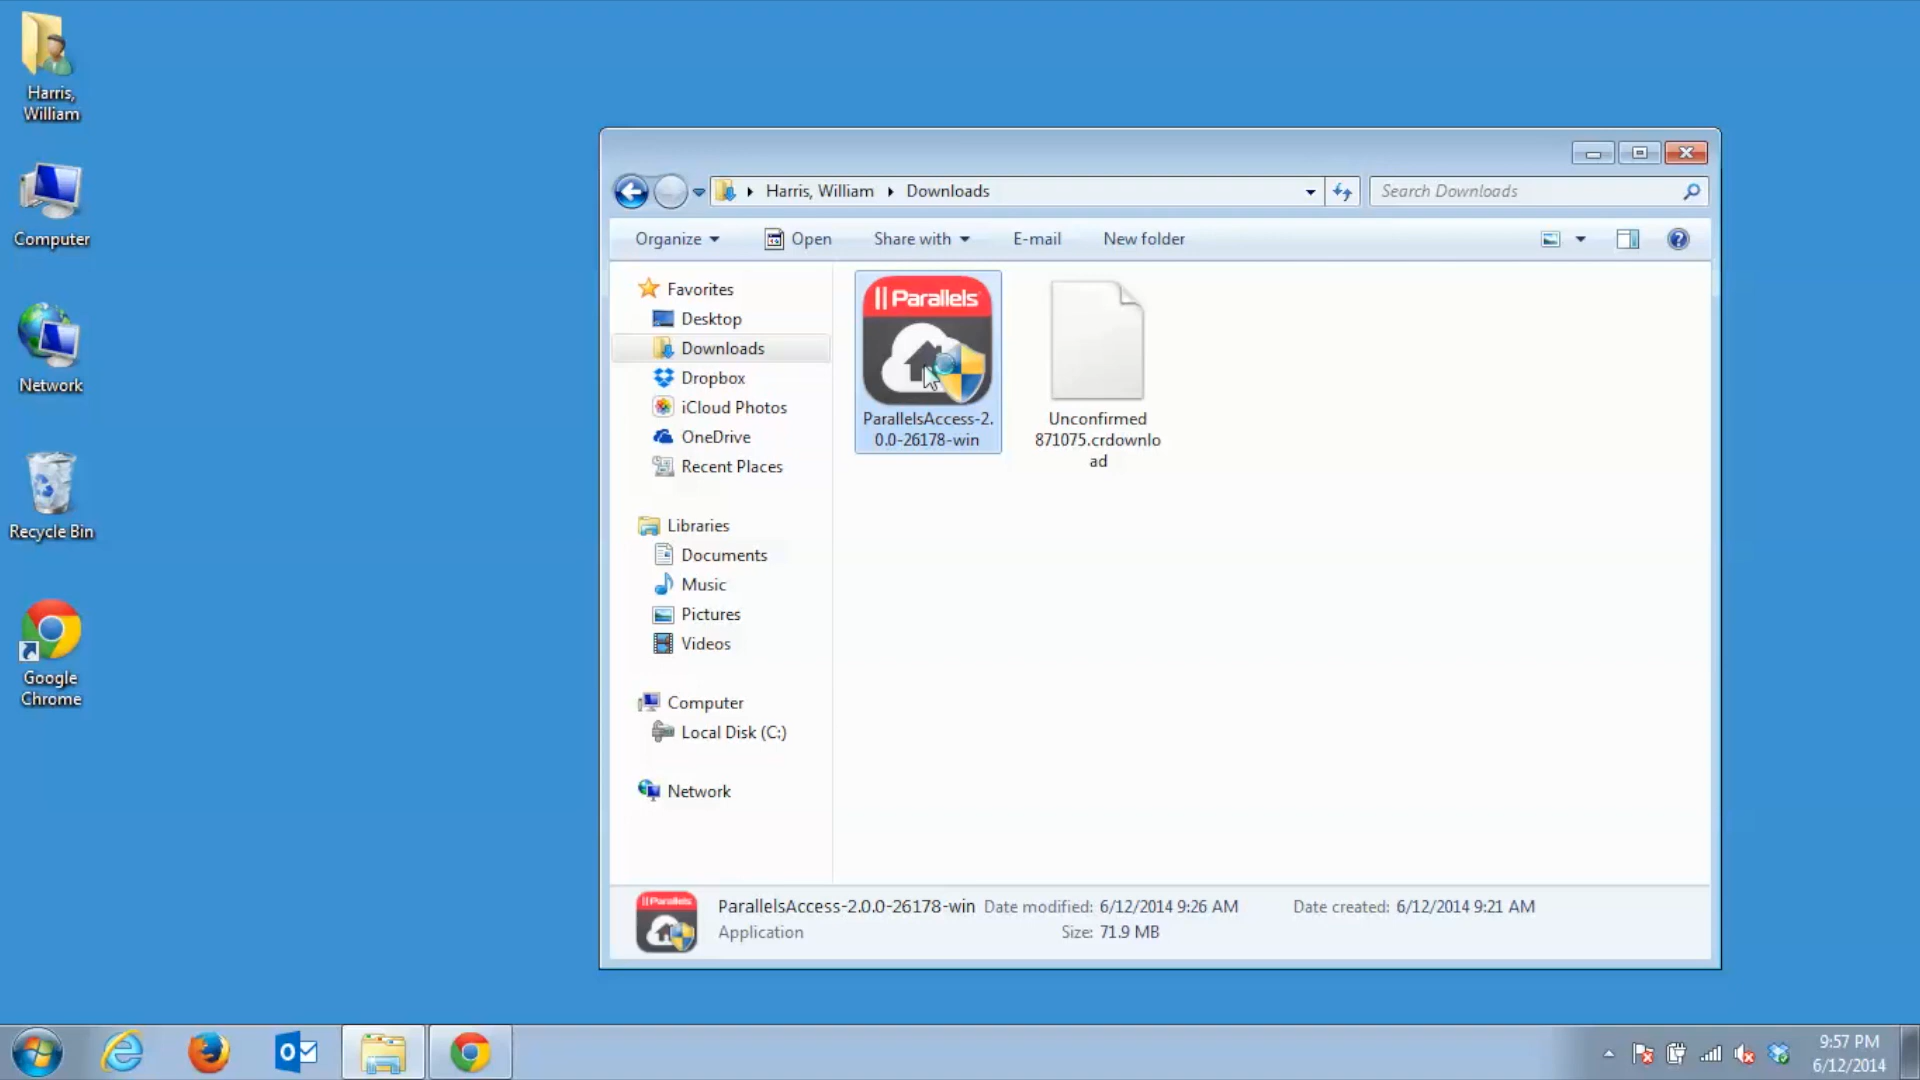 Harris,
William
Computer
Network
Recycle Bin
Google
Chrome
Harris, William
Downloads
Search Downloads
Organize
Open
Share with
E-mail
New folder
Favorites
Desktop
Downloads
Dropbox
iCloud Photos
OneDrive
Recent Places
Libraries
Documents
Music
Pictures
Videos
Computer
Local Disk (C:)
Network
Parallels
ParallelsAccess-2.
0.0-26178-win
Unconfirmed
871075.crdownlo
ad
Parallels
ParallelsAccess-2.0.0-26178-win Date modified: 6/12/2014 9:26 AM Date created: 6/12/2014 9:21 AM
Application Size: 71.9 MB
9:57 PM
6/12/2014